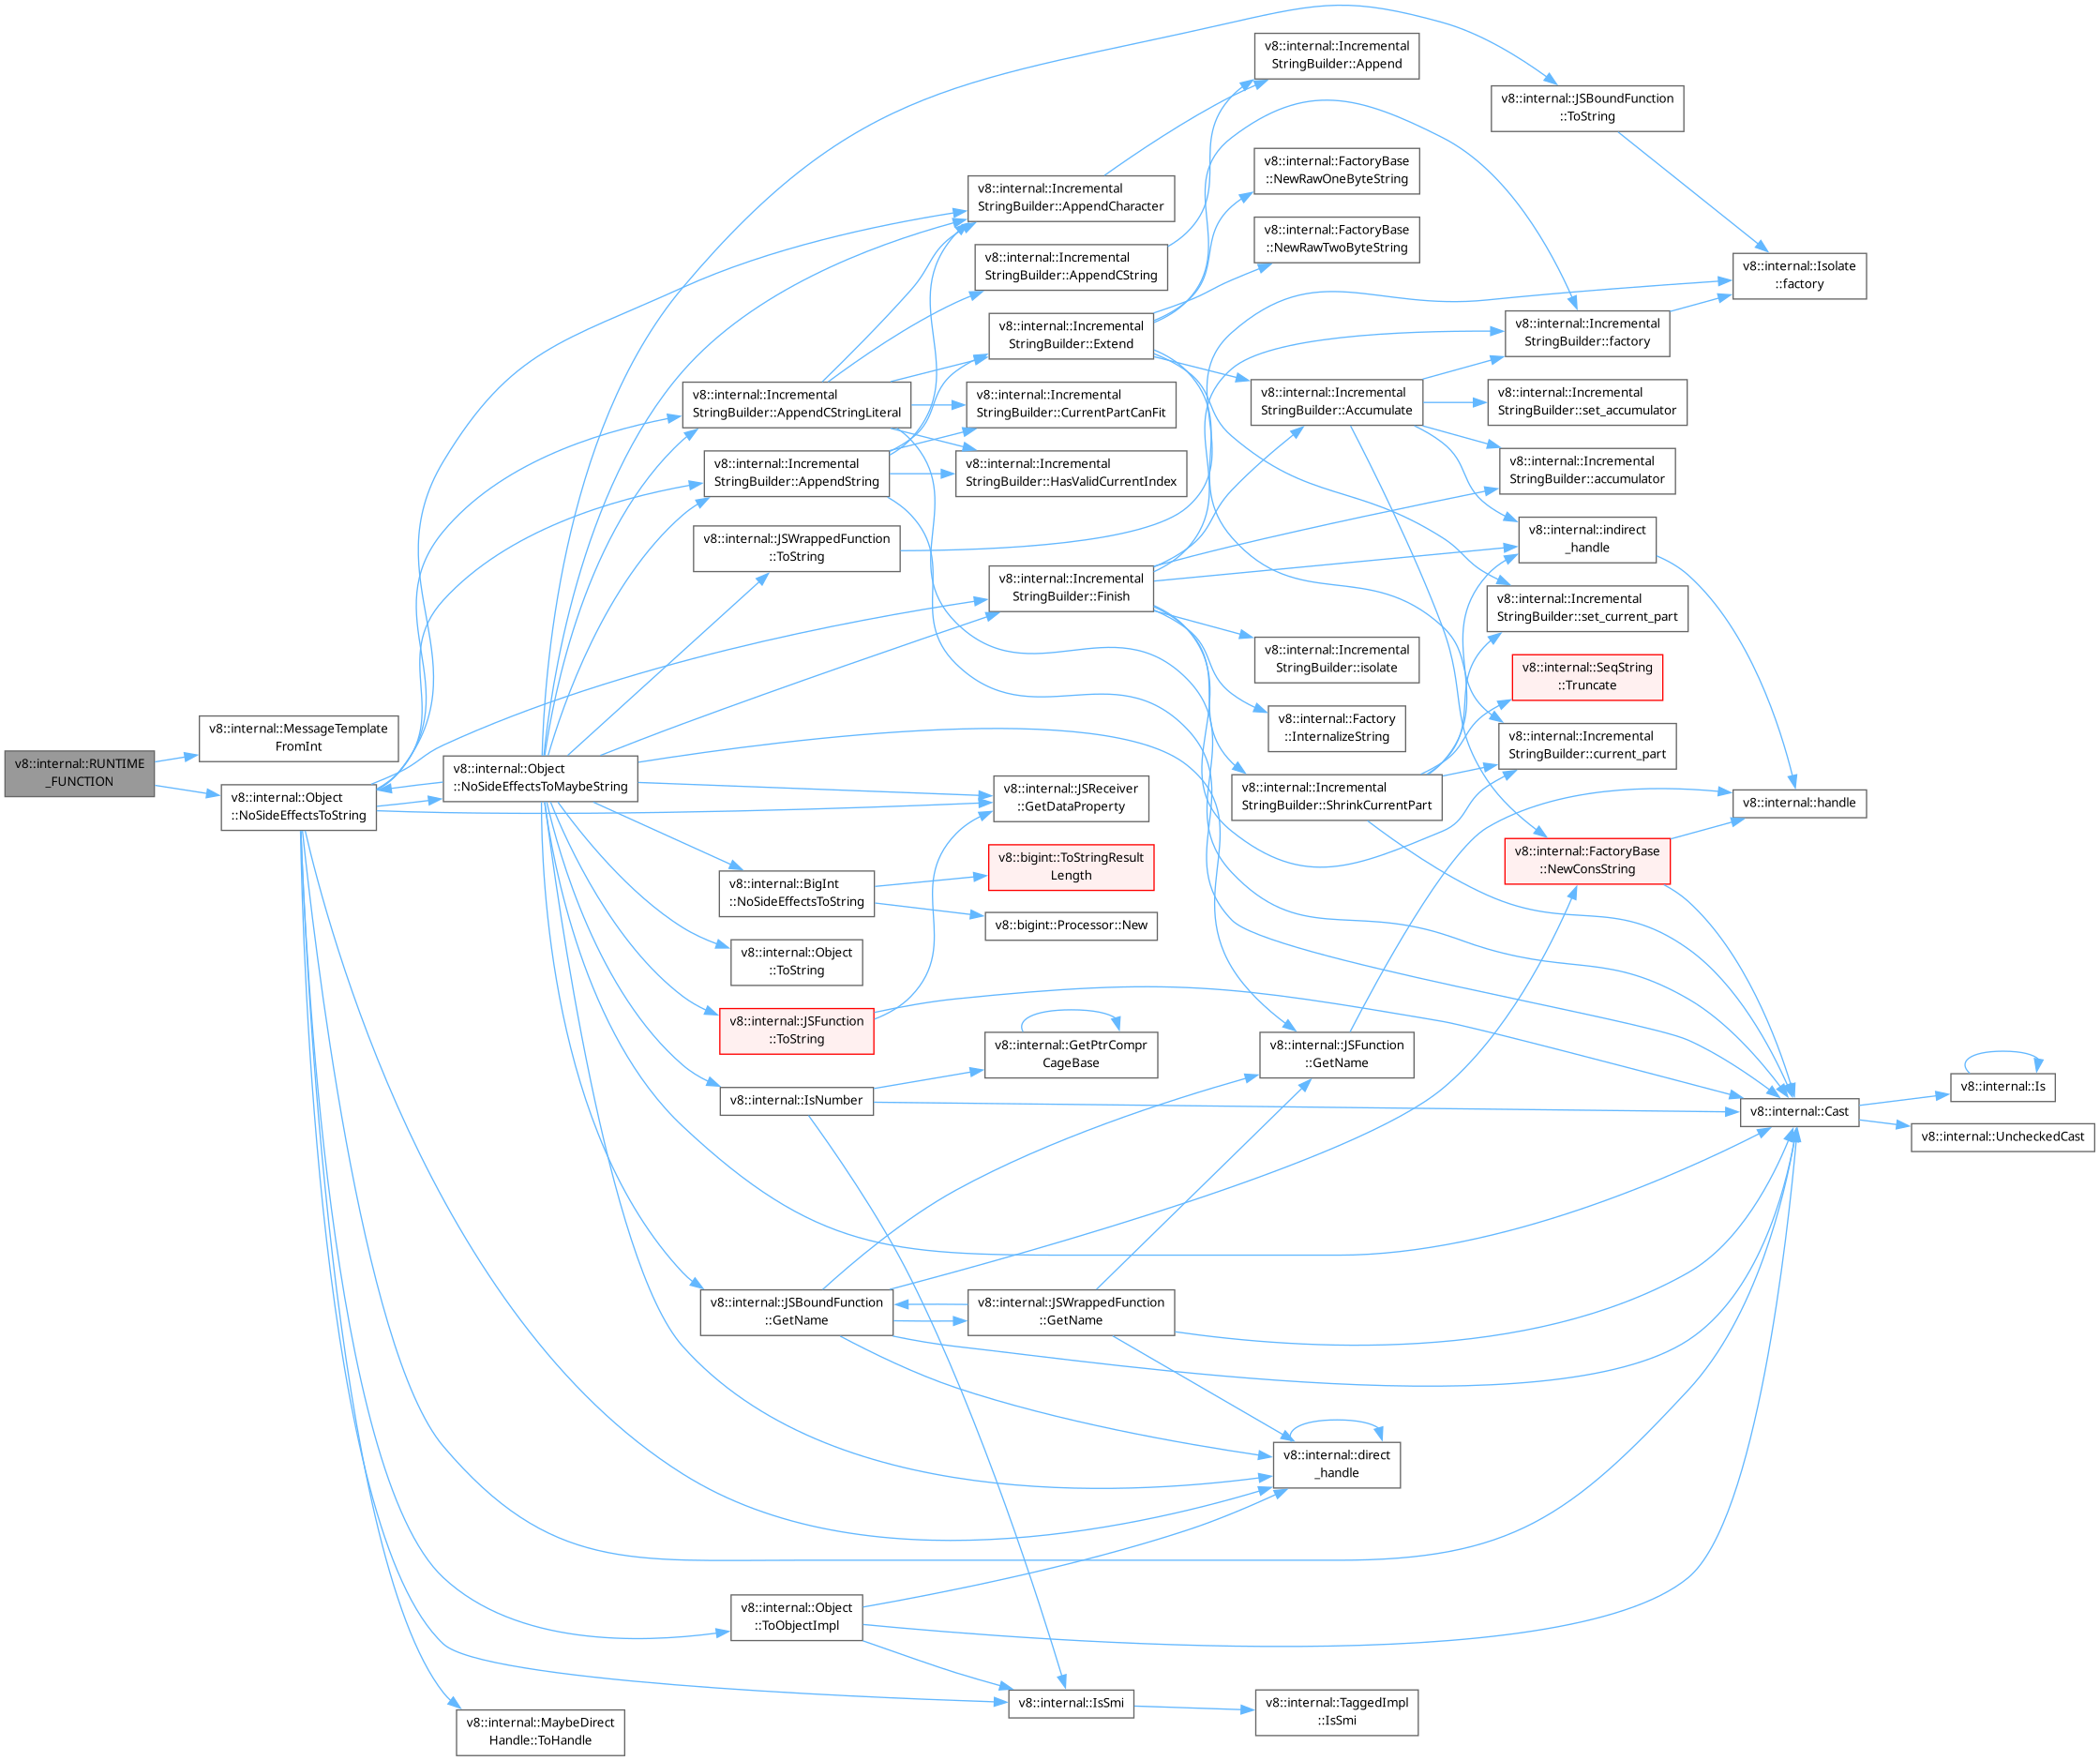 v8::internal::RUNTIME
_FUNCTION
v8::internal::MessageTemplate
FromInt
v8::internal::Object
::NoSideEffectsToString
v8::internal::Object
::NoSideEffectsToMaybeString
v8::internal::MaybeDirect
Handle::ToHandle
v8::internal::Incremental
StringBuilder::AppendCStringLiteral
v8::internal::Incremental
StringBuilder::AppendString
v8::internal::JSWrappedFunction
::ToString
v8::internal::BigInt
::NoSideEffectsToString
v8::internal::Object
::ToString
v8::internal::JSFunction
::ToString
v8::internal::IsNumber
v8::internal::JSBoundFunction
::GetName
v8::internal::Object
::ToObjectImpl
v8::internal::Incremental
StringBuilder::AppendCharacter
v8::internal::Incremental
StringBuilder::AppendCString
v8::internal::Incremental
StringBuilder::Extend
v8::internal::Incremental
StringBuilder::CurrentPartCanFit
v8::internal::Incremental
StringBuilder::HasValidCurrentIndex
v8::internal::Incremental
StringBuilder::Finish
v8::internal::JSReceiver
::GetDataProperty
v8::bigint::ToStringResult
Length
v8::bigint::Processor::New
v8::internal::GetPtrCompr
CageBase
v8::internal::JSWrappedFunction
::GetName
v8::internal::IsSmi
v8::internal::Incremental
StringBuilder::Append
v8::internal::FactoryBase
::NewRawOneByteString
v8::internal::FactoryBase
::NewRawTwoByteString
v8::internal::Incremental
StringBuilder::Accumulate
v8::internal::Incremental
StringBuilder::isolate
v8::internal::Factory
::InternalizeString
v8::internal::Incremental
StringBuilder::ShrinkCurrentPart
v8::internal::JSFunction
::GetName
v8::internal::direct
_handle
v8::internal::TaggedImpl
::IsSmi
v8::internal::JSBoundFunction
::ToString
v8::internal::Incremental
StringBuilder::factory
v8::internal::Incremental
StringBuilder::set_accumulator
v8::internal::Incremental
StringBuilder::accumulator
v8::internal::indirect
_handle
v8::internal::Incremental
StringBuilder::set_current_part
v8::internal::SeqString
::Truncate
v8::internal::Incremental
StringBuilder::current_part
v8::internal::FactoryBase
::NewConsString
v8::internal::Isolate
::factory
v8::internal::handle
v8::internal::Cast
v8::internal::Is
v8::internal::UncheckedCast